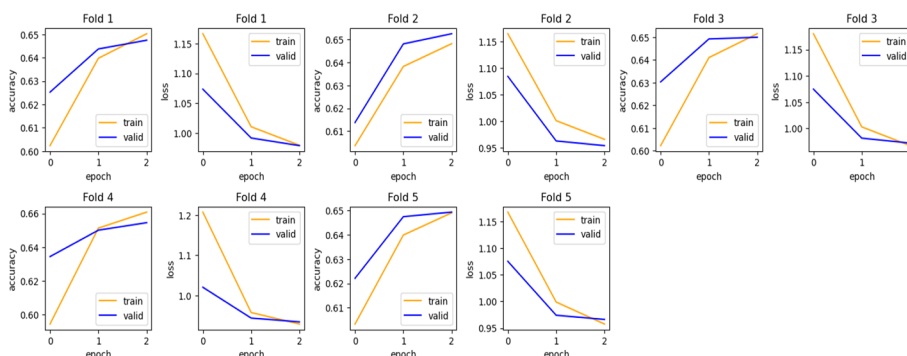 Fold 1
accuracy
0.65
0.64
0.63
0.62
0.61
0.60
train
valid
0 1 2
epoch
Fold 1
loss
1.15
1.10
1.05
1.00
train
valid
0 1 2
epoch
Fold 2
accuracy
0.65
0.64
0.63
0.62
0.61
train
valid
0 1 2
epoch
Fold 2
loss
1.15
1.10
1.05
1.00
0.95
train
valid
0 1 2
epoch
Fold 3
accuracy
0.65
0.64
0.63
0.62
0.61
0.60
train
valid
0 1 2
epoch
Fold 3
loss
1.15
1.10
1.05
1.00
train
valid
0 1 2
epoch
Fold 4
accuracy
0.66
0.64
0.62
0.60
train
valid
0 1 2
epoch
Fold 4
loss
1.2
1.1
1.0
train
valid
0 1 2
epoch
Fold 5
accuracy
0.65
0.64
0.63
0.62
0.61
train
valid
0 1 2
epoch
Fold 5
loss
1.15
1.10
1.05
1.00
0.95
train
valid
0 1 2
epoch